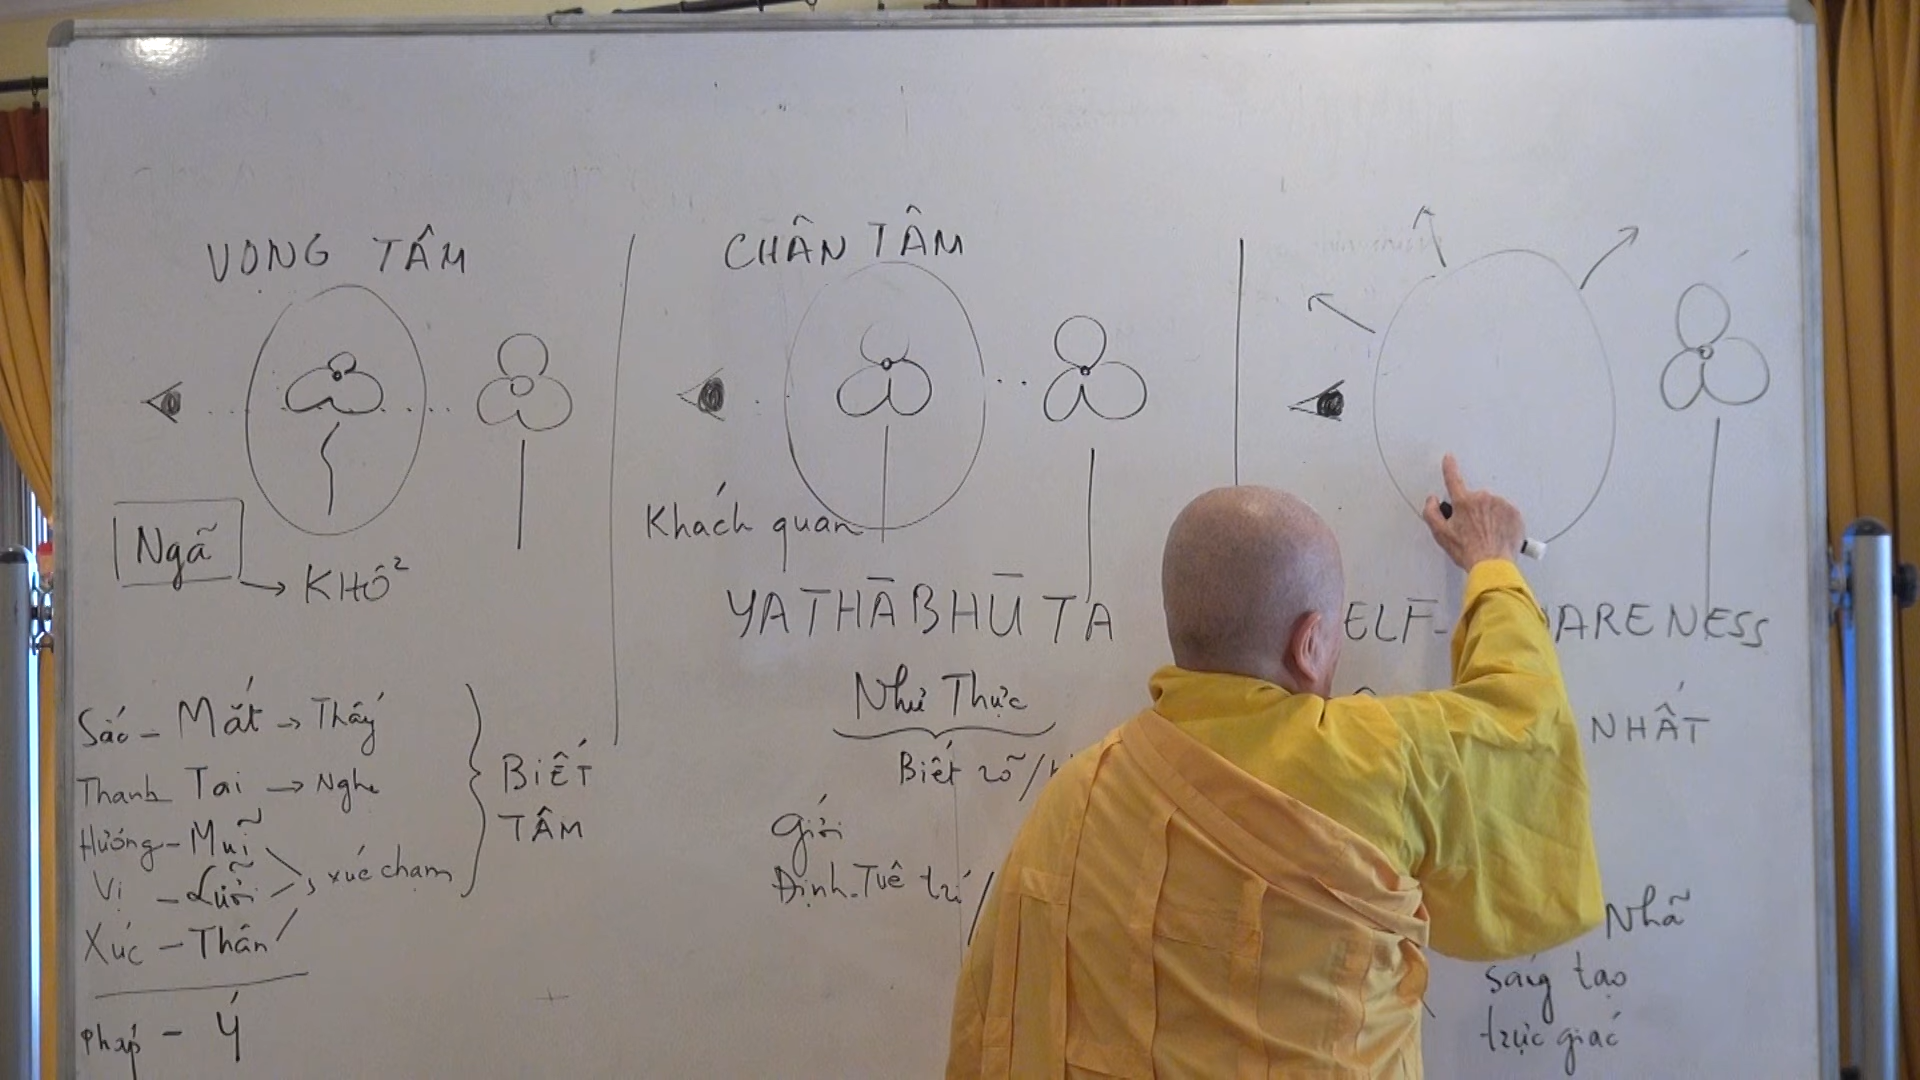 VỌNG TÂM
Ngã
KHỔ²
Sắc - Mắt → Thấy
Thanh Tai → Nghe
Hương - Mũi
Vị - Lưỡi
xúc chạm
Xúc - Thân
BIẾT
TÂM
Pháp - Ý
CHÂN TÂM
Khách quan
YATHĀBHŪTA
Như Thực
Biết rõ/
Giới
Định-Tuệ
ELF- ARENESS
NHẤT
Nhã
sáng tạo
trực giác